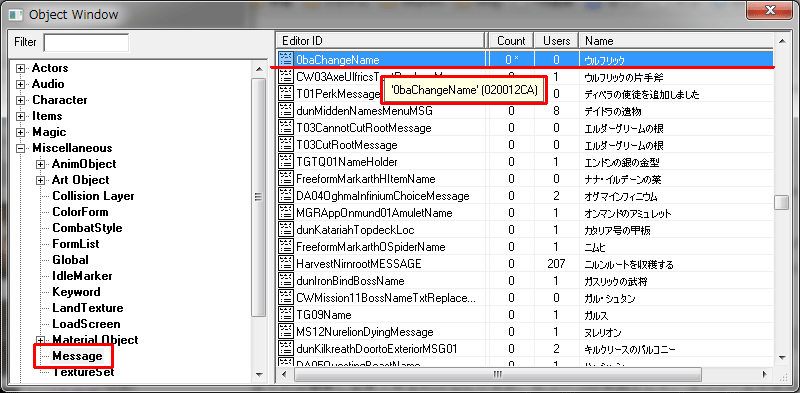 Object Window
Filter
Actors
Audio
Character
Items
Magic
Miscellaneous
AnimObject
Art Object
Collision Layer
ColorForm
CombatStyle
FormList
Global
IdleMarker
Keyword
LandTexture
LoadScreen
Material Object
Message
TextureSet
Editor ID Count Users Name
0baChangeName 0 * 0 ウルフリック
'0baChangeName' (020012CA)
1 ウルフリックの片手斧
T01PerkMessage 0 ディベラの使徒を追加しました
dunMiddenNamesMenuMSG 0 8 デイドラの遺物
T03CannotCutRootMessage 0 0 エルダーグリームの根
T03CutRootMessage 0 0 エルダーグリームの根
TGTQ01NameHolder 0 1 エンドンの銀の金型
FreeformMarkarthHItemName 0 0 ナナ・イルデーンの薬
DA04OghmaInfiniumChoiceMessage 0 2 オグマインフィニウム
MGRAppOnmund01AmuletName 0 1 オンマンドのアミュレット
dunKatariahTopdeckLoc 0 1 カタリア号の甲板
FreeformMarkarthOSpiderName 0 1 ニムヒ
HarvestNirnrootMESSAGE 0 207 ニルンルートを収穫する
dunIronBindBossName 0 1 ガスリックの武将
CWMission11BossNameTxtReplace... 0 1 ガル・シュタン
TG09Name 0 1 ガルス
MS12NurelionDyingMessage 0 1 ヌレリオン
dunKilkreathDoortoExteriorMSG01 0 2 キルクリースのバルコニー